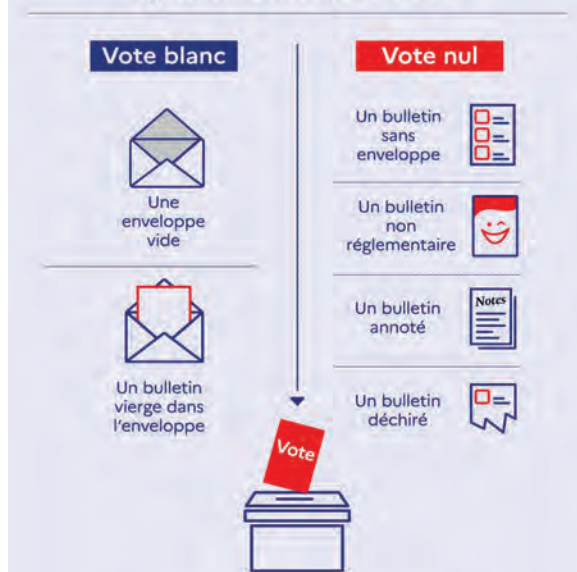 Vote blanc
Une
enveloppe
vide
Un bulletin
vierge dans
l'enveloppe
Vote nul
Un bulletin
sans
enveloppe
Un bulletin
non
réglementaire
Un bulletin
annoté
Notes
Un bulletin
déchiré
Vote